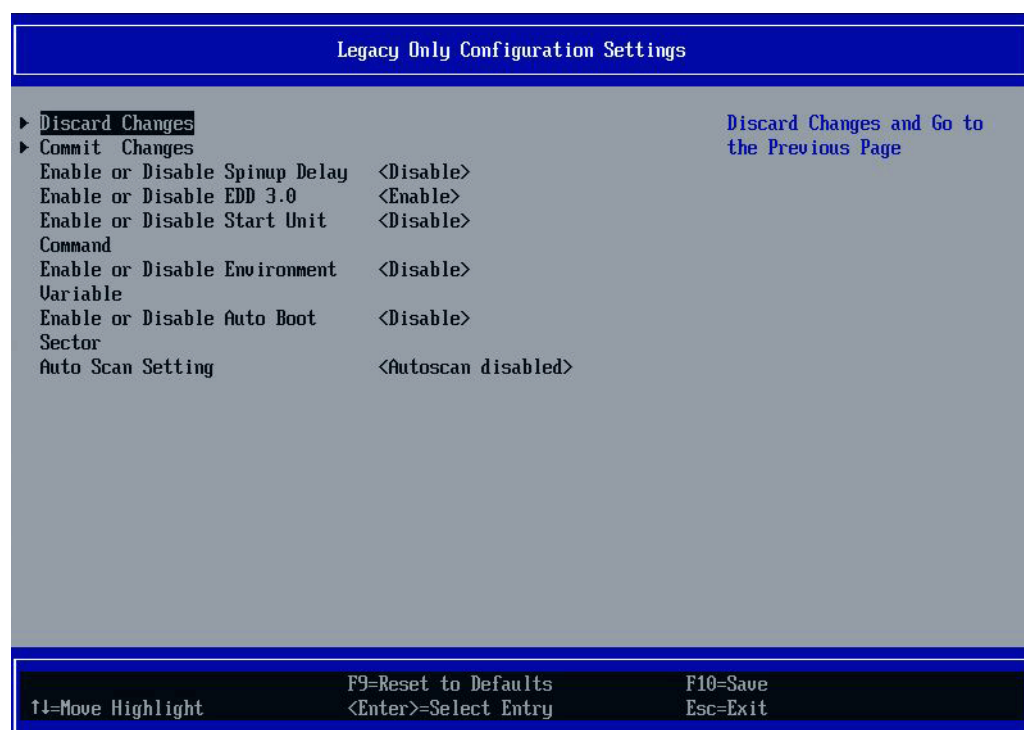 Legacy Only Configuration Settings
Discard Changes
Commit  Changes
Enable or Disable Spinup Delay <Disable>
Enable or Disable EDD 3.0 <Enable>
Enable or Disable Start Unit <Disable>
Command
Enable or Disable Environment <Disable>
Variable
Enable or Disable Auto Boot <Disable>
Sector
Auto Scan Setting <Autoscan disabled>
Discard Changes and Go to
the Previous Page
F9=Reset to Defaults F10=Save
↑↓=Move Highlight <Enter>=Select Entry Esc=Exit